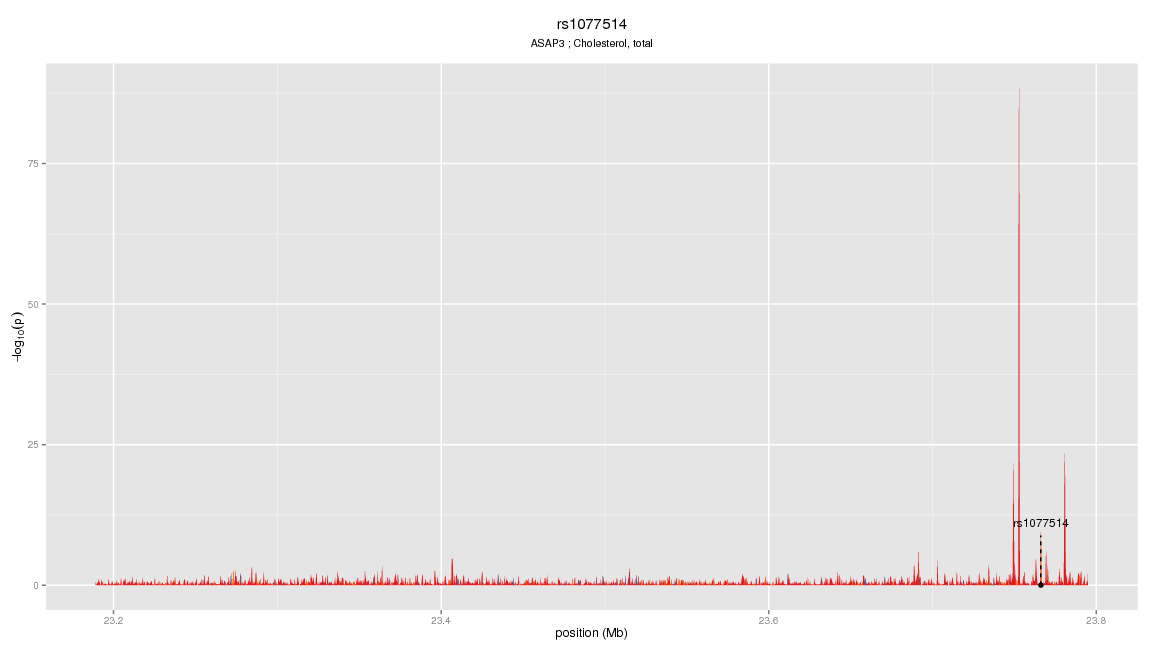 rs1077514
ASAP3 ; Cholesterol, total
75
50
25
0
−log10(p)
rs1077514
23.2
23.4
23.6
23.8
position (Mb)